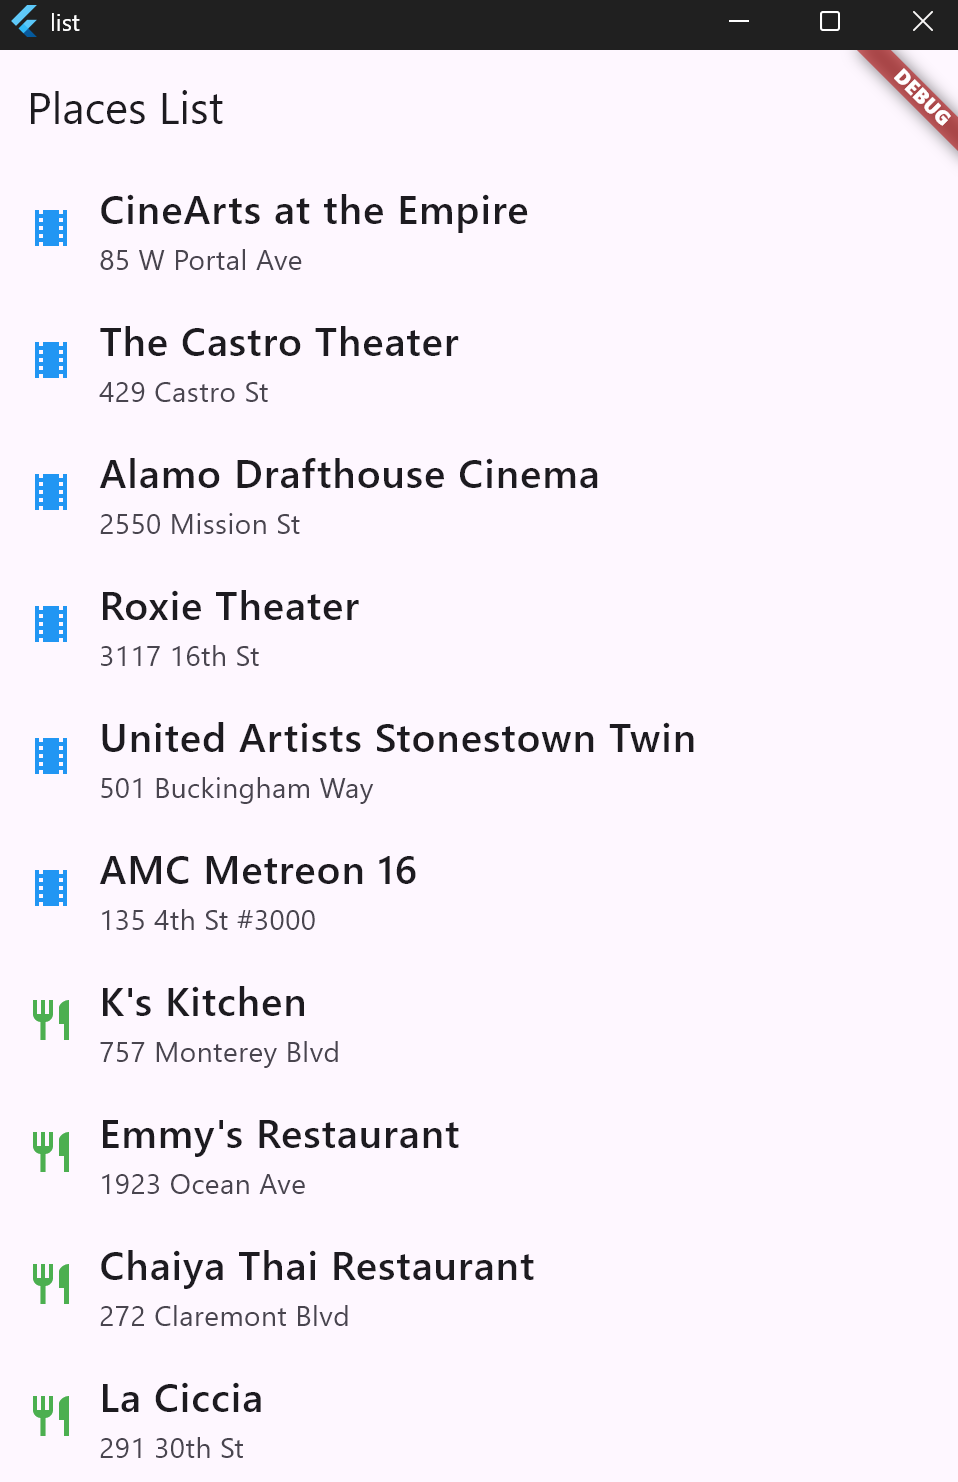 list
DEBUG
Places List
CineArts at the Empire
85 W Portal Ave
The Castro Theater
429 Castro St
Alamo Drafthouse Cinema
2550 Mission St
Roxie Theater
3117 16th St
United Artists Stonestown Twin
501 Buckingham Way
AMC Metreon 16
135 4th St #3000
K's Kitchen
757 Monterey Blvd
Emmy's Restaurant
1923 Ocean Ave
Chaiya Thai Restaurant
272 Claremont Blvd
La Ciccia
291 30th St